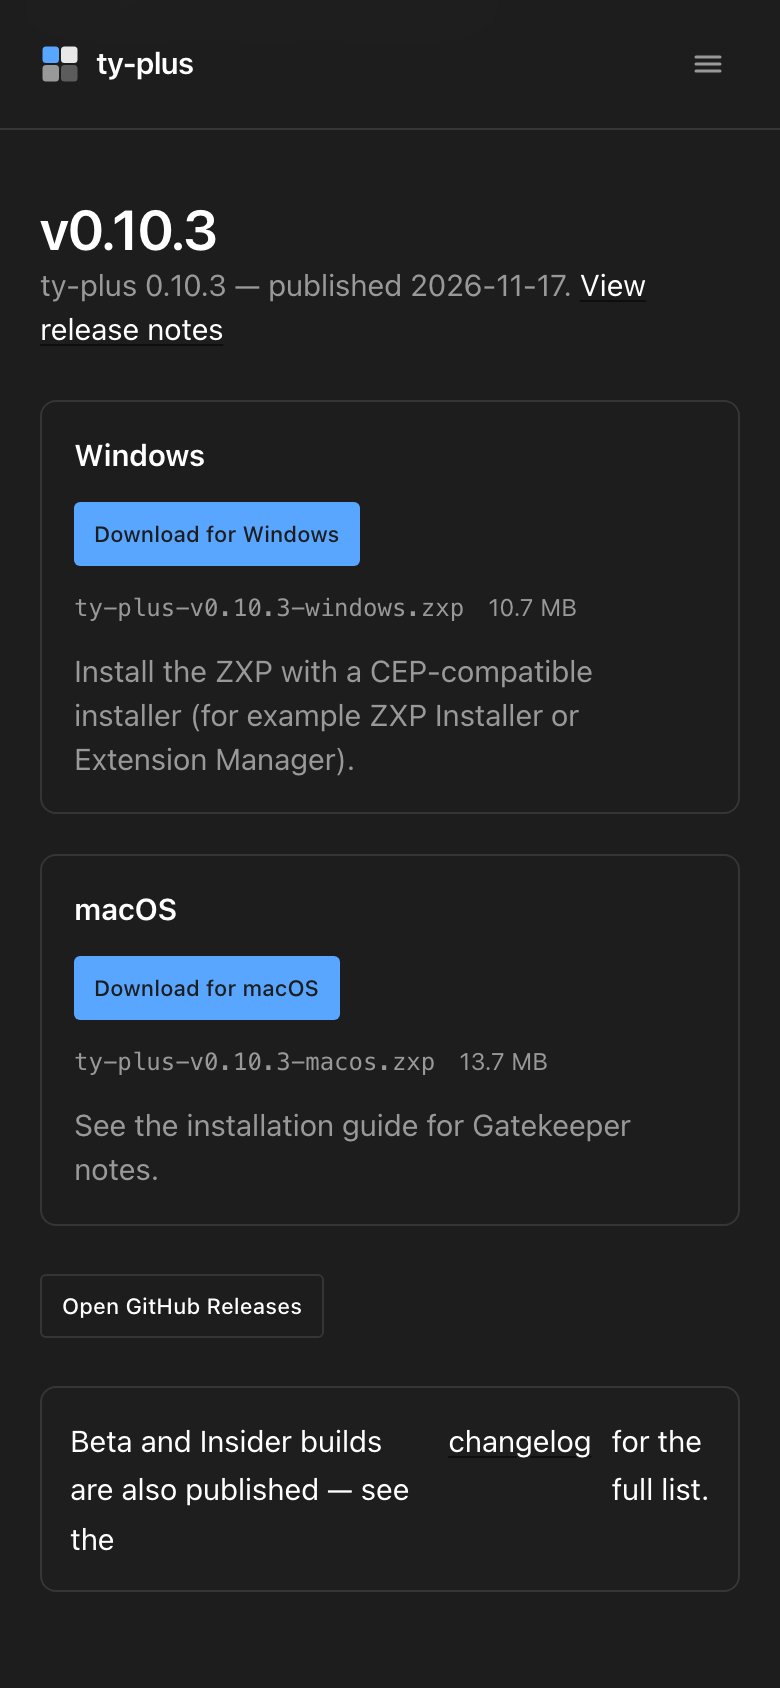 ty-plus
v0.10.3
ty-plus 0.10.3 — published 2026-11-17. View
release notes
Windows
Download for Windows
ty-plus-v0.10.3-windows.zxp 10.7 MB
Install the ZXP with a CEP-compatible
installer (for example ZXP Installer or
Extension Manager).
macOS
Download for macOS
ty-plus-v0.10.3-macos.zxp 13.7 MB
See the installation guide for Gatekeeper
notes.
Open GitHub Releases
Beta and Insider builds
are also published — see
the
changelog
for the
full list.